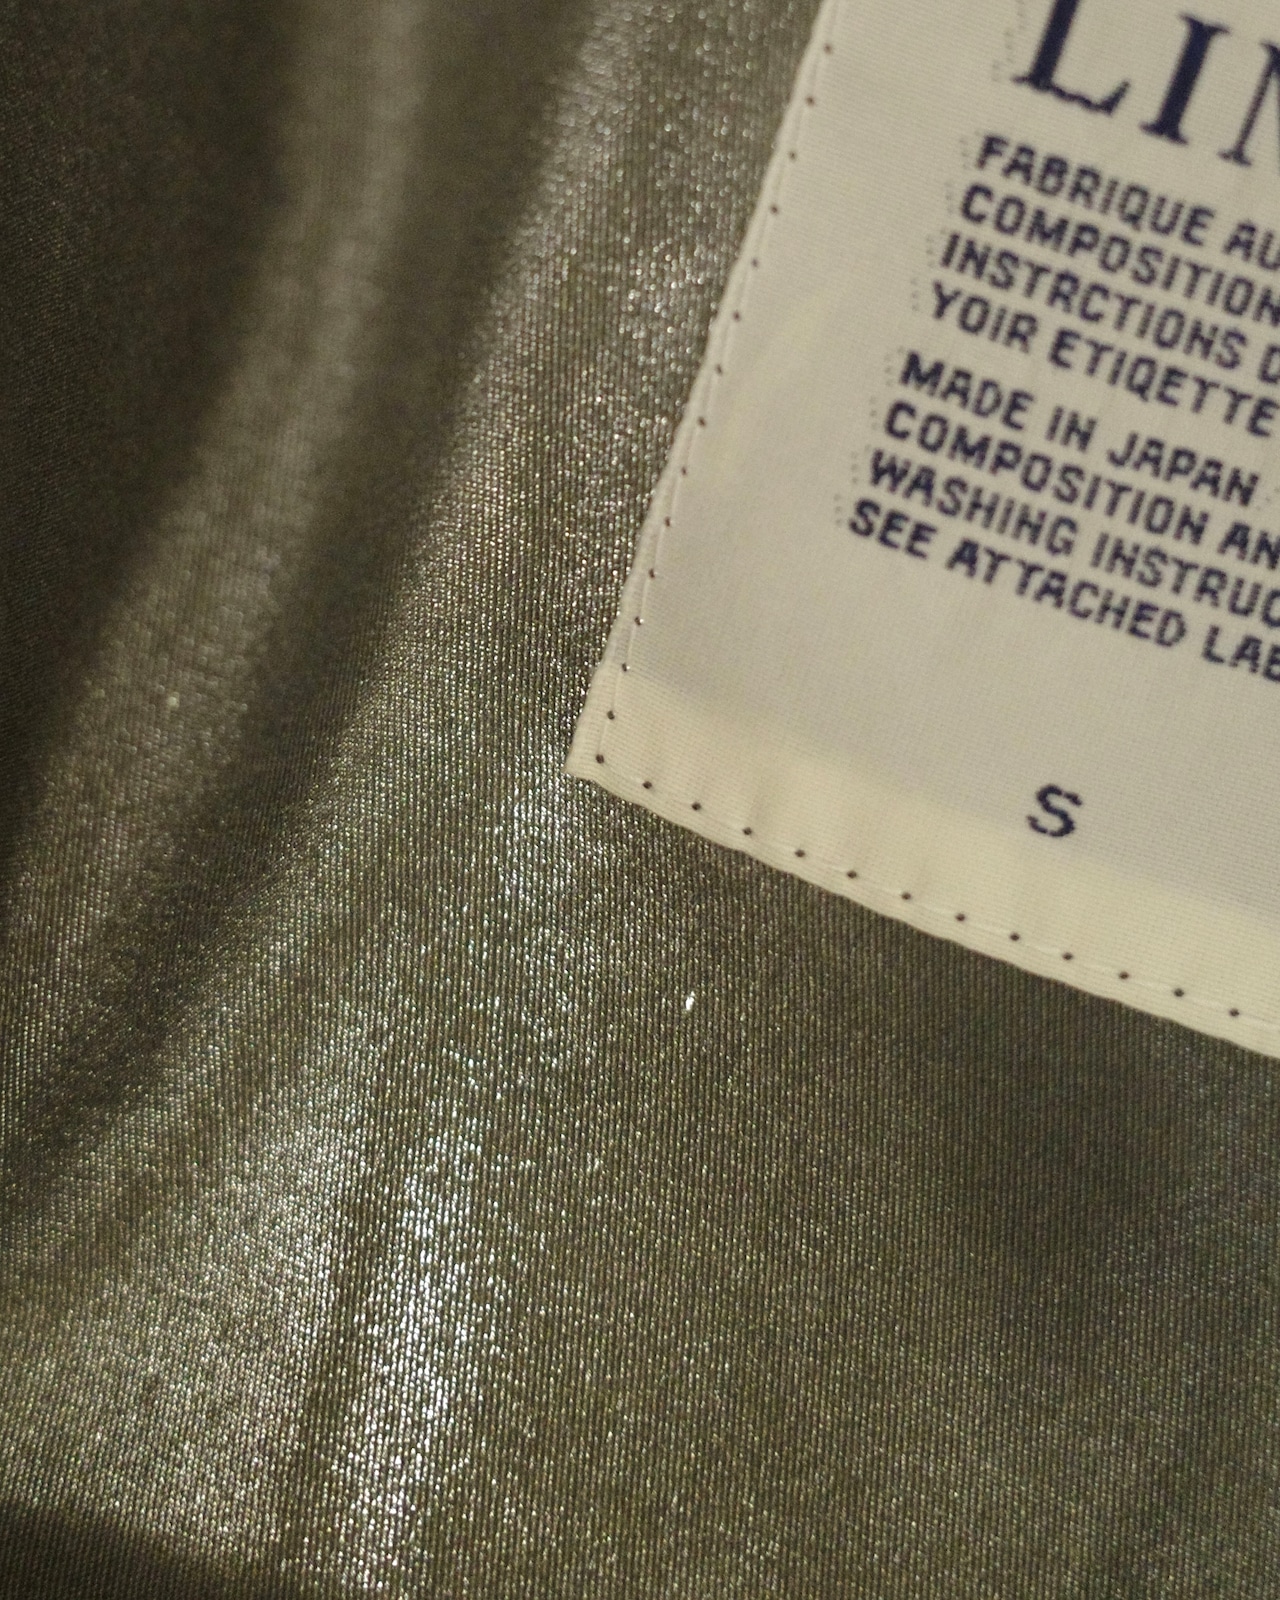 LIN
FABRIQUE AU
COMPOSITION
INSTRCTIONS D
YOIR ETIQETTE
MADE IN JAPAN
COMPOSITION AN
WASHING INSTRUC
SEE ATTACHED LAB
S